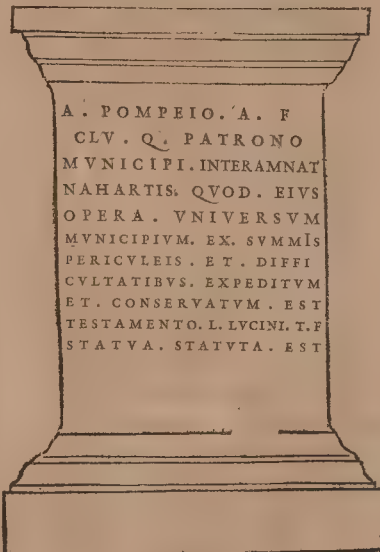 A. POMPEIO. A. F
CLV. Q. PATRONO
MVNICIPI. INTERAMNAT
NAHARTIS. QVOD. EIVS
OPERA. VNIVERSVM
MVNICIPIVM. EX. SVMMIS
PERICVLEIS. ET. DIFFI
CVLTATIBVS. EXPEDITVM
ET. CONSERVATVM. EST
TESTAMENTO. L. LVCINI. T. F
STATVA. STATVTA. EST